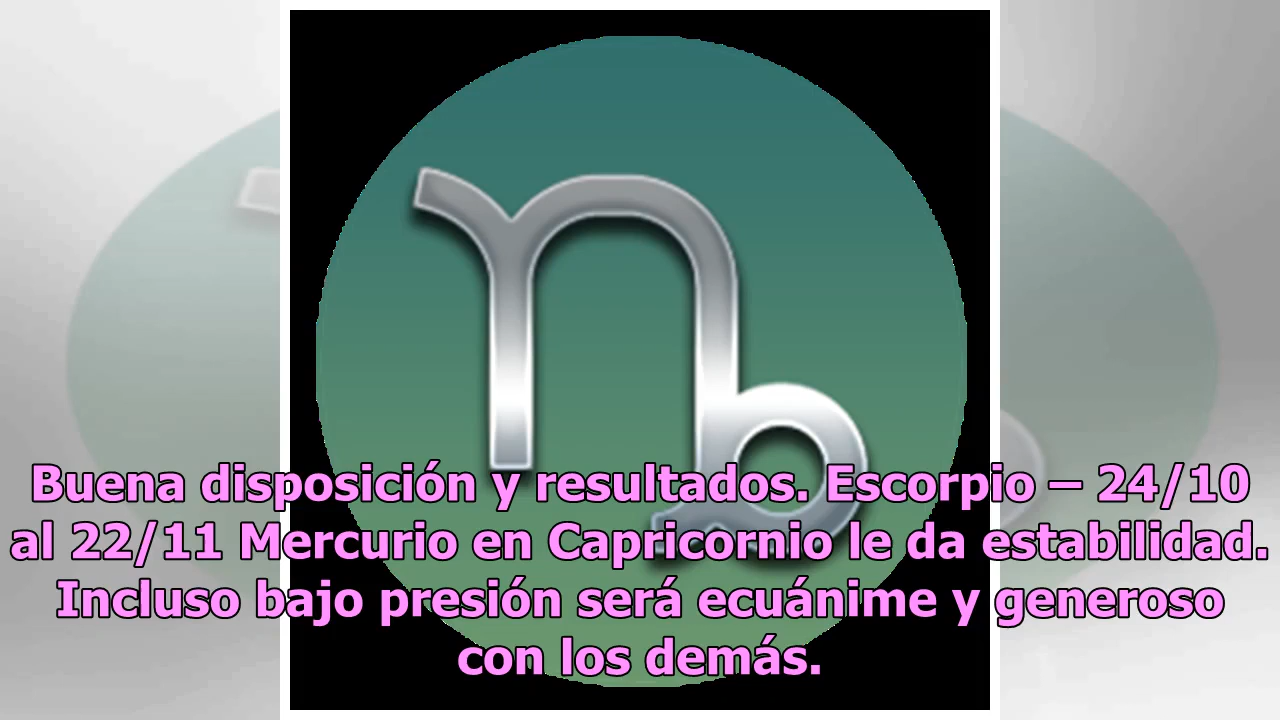 Buena disposición y resultados. Escorpio – 24/10
al 22/11 Mercurio en Capricornio le da estabilidad.
Incluso bajo presión será ecuánime y generoso
con los demás.